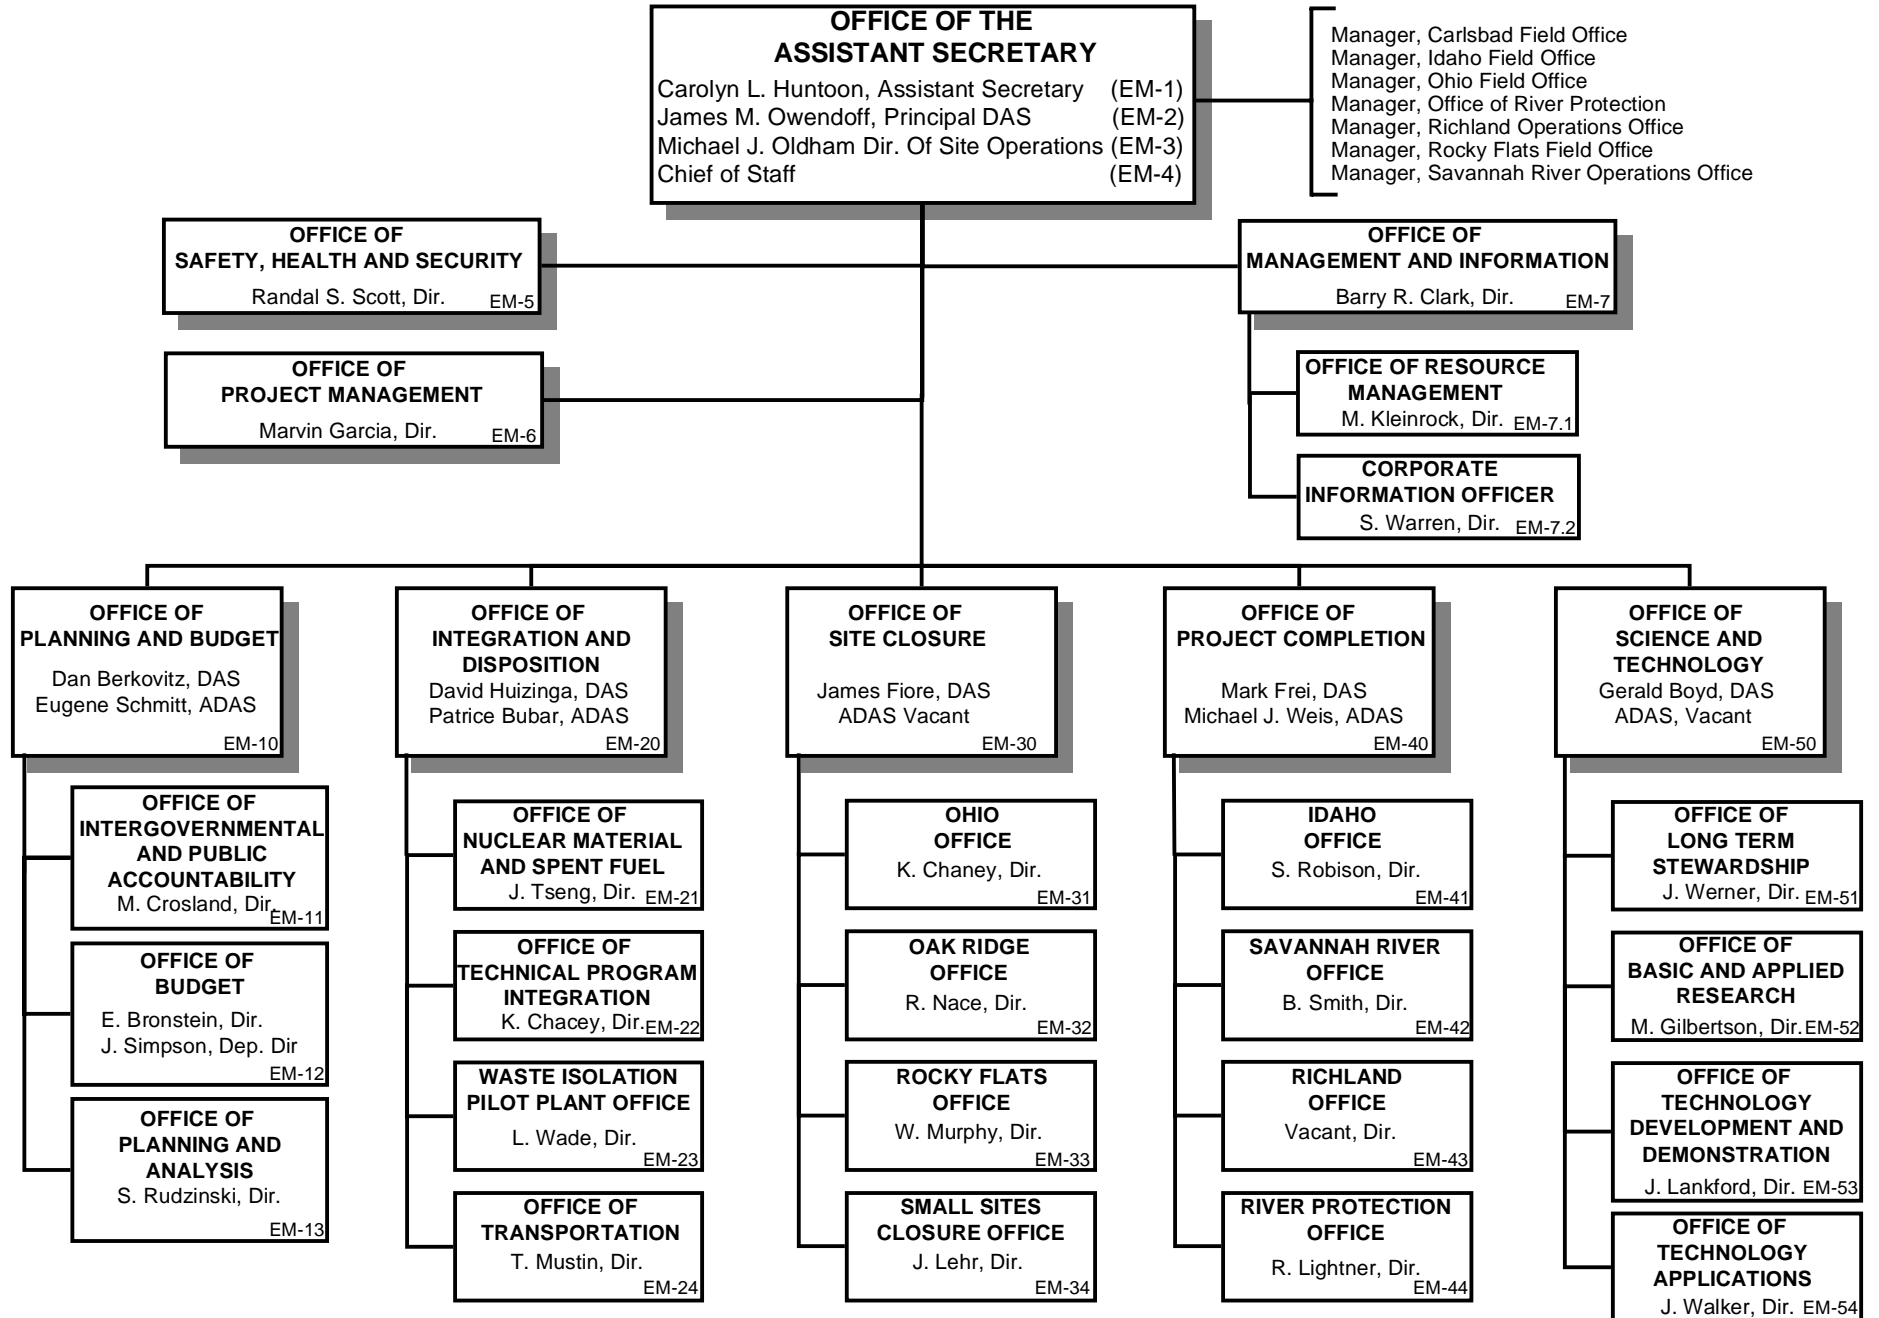 OFFICE OF THE
ASSISTANT SECRETARY
Carolyn L. Huntoon, Assistant Secretary (EM-1)
James M. Owendoff, Principal DAS (EM-2)
Michael J. Oldham Dir. Of Site Operations (EM-3)
Chief of Staff (EM-4)
Manager, Carlsbad Field Office
Manager, Idaho Field Office
Manager, Ohio Field Office
Manager, Office of River Protection
Manager, Richland Operations Office
Manager, Rocky Flats Field Office
Manager, Savannah River Operations Office
OFFICE OF
SAFETY, HEALTH AND SECURITY
Randal S. Scott, Dir. EM-5
OFFICE OF
MANAGEMENT AND INFORMATION
Barry R. Clark, Dir. EM-7
OFFICE OF
PROJECT MANAGEMENT
Marvin Garcia, Dir. EM-6
OFFICE OF RESOURCE
MANAGEMENT
M. Kleinrock, Dir. EM-7.1
CORPORATE
INFORMATION OFFICER
S. Warren, Dir. EM-7.2
OFFICE OF
PLANNING AND BUDGET
Dan Berkovitz, DAS
Eugene Schmitt, ADAS
EM-10
OFFICE OF
INTERGOVERNMENTAL
AND PUBLIC
ACCOUNTABILITY
M. Crosland, Dir.
EM-11
OFFICE OF
BUDGET
E. Bronstein, Dir.
J. Simpson, Dep. Dir
EM-12
OFFICE OF
PLANNING AND
ANALYSIS
S. Rudzinski, Dir.
EM-13
OFFICE OF
INTEGRATION AND
DISPOSITION
David Huizinga, DAS
Patrice Bubar, ADAS
EM-20
OFFICE OF
NUCLEAR MATERIAL
AND SPENT FUEL
J. Tseng, Dir. EM-21
OFFICE OF
TECHNICAL PROGRAM
INTEGRATION
K. Chacey, Dir. EM-22
WASTE ISOLATION
PILOT PLANT OFFICE
L. Wade, Dir.
EM-23
OFFICE OF
TRANSPORTATION
T. Mustin, Dir.
EM-24
OFFICE OF
SITE CLOSURE
James Fiore, DAS
ADAS Vacant
EM-30
OHIO
OFFICE
K. Chaney, Dir.
EM-31
OAK RIDGE
OFFICE
R. Nace, Dir.
EM-32
ROCKY FLATS
OFFICE
W. Murphy, Dir.
EM-33
SMALL SITES
CLOSURE OFFICE
J. Lehr, Dir.
EM-34
OFFICE OF
PROJECT COMPLETION
Mark Frei, DAS
Michael J. Weis, ADAS
EM-40
IDAHO
OFFICE
S. Robison, Dir.
EM-41
SAVANNAH RIVER
OFFICE
B. Smith, Dir.
EM-42
RICHLAND
OFFICE
Vacant, Dir.
EM-43
RIVER PROTECTION
OFFICE
R. Lightner, Dir.
EM-44
OFFICE OF
SCIENCE AND
TECHNOLOGY
Gerald Boyd, DAS
ADAS, Vacant
EM-50
OFFICE OF
LONG TERM
STEWARDSHIP
J. Werner, Dir. EM-51
OFFICE OF
BASIC AND APPLIED
RESEARCH
M. Gilbertson, Dir. EM-52
OFFICE OF
TECHNOLOGY
DEVELOPMENT AND
DEMONSTRATION
J. Lankford, Dir. EM-53
OFFICE OF
TECHNOLOGY
APPLICATIONS
J. Walker, Dir. EM-54